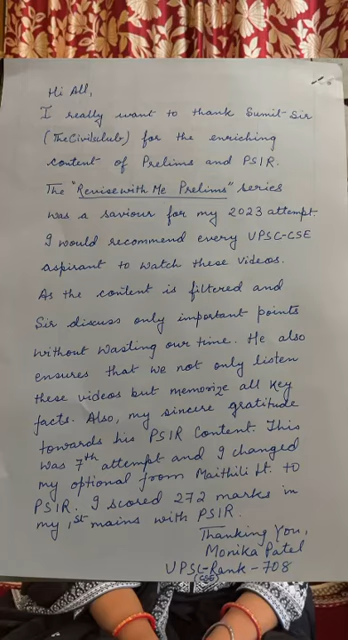 Hi All,
I really want to thank Sumit-Sir
(TheCivilsclub) for the enriching
content of Prelims and PSIR.
The "Revise with Me Prelims" series
was a saviour for my 2023 attempt.
I would recommend every UPSC-CSE
aspirant to watch these videos.
As the content is filtered and
Sir discuss only important points
without wasting our time. He also
ensures that we not only listen
these videos but memorize all key
facts. Also, my sincere gratitude
towards his PSIR Content. This
was 7th attempt and I changed
my optional from Maithili Lt. to
PSIR. I scored 272 marks in
my 1st mains with PSIR.
Thanking You,
Monika Patel
UPSC-Rank-708
(CSE)